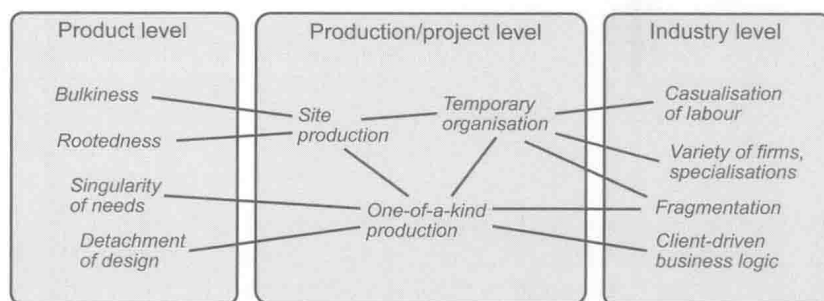 Product level
Bulkiness
Rootedness
Singularity
of needs
Detachment
of design
Production/project level
Site
production
Temporary
organisation
One-of-a-kind
production
Industry level
Casualisation
of labour
Variety of firms,
specialisations
Fragmentation
Client-driven
business logic